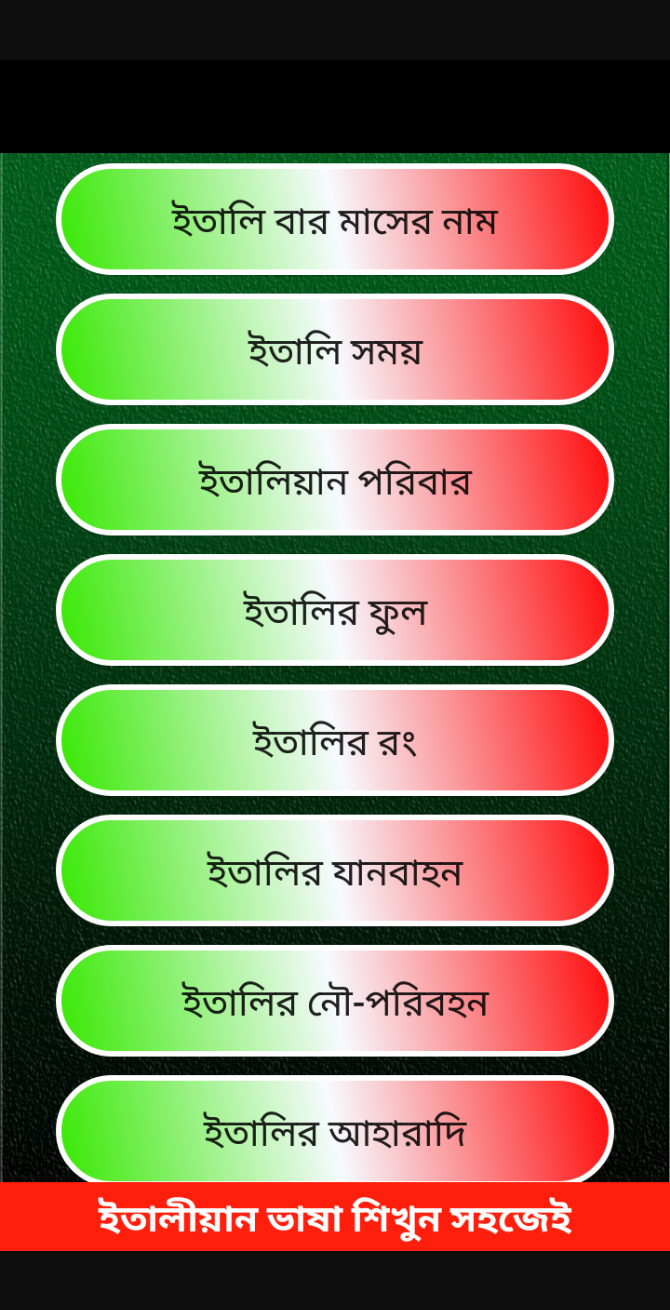 ইতালি বার মাসের নাম
ইতালি সময়
ইতালিয়ান পরিবার
ইতালির ফুল
ইতালির রং
ইতালির যানবাহন
ইতালির নৌ-পরিবহন
ইতালির আহারাদি
ইতালীয়ান ভাষা শিখুন সহজেই